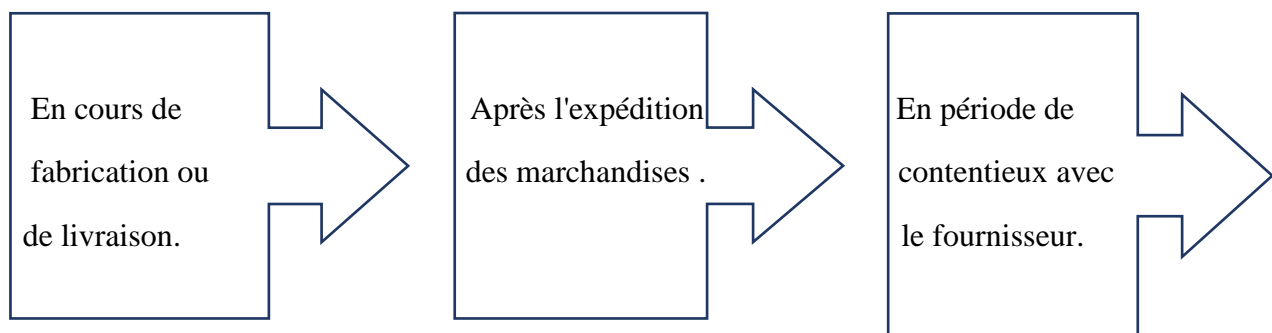 En cours de
fabrication ou
de livraison.
Après l'expédition
des marchandises .
En période de
contentieux avec
le fournisseur.